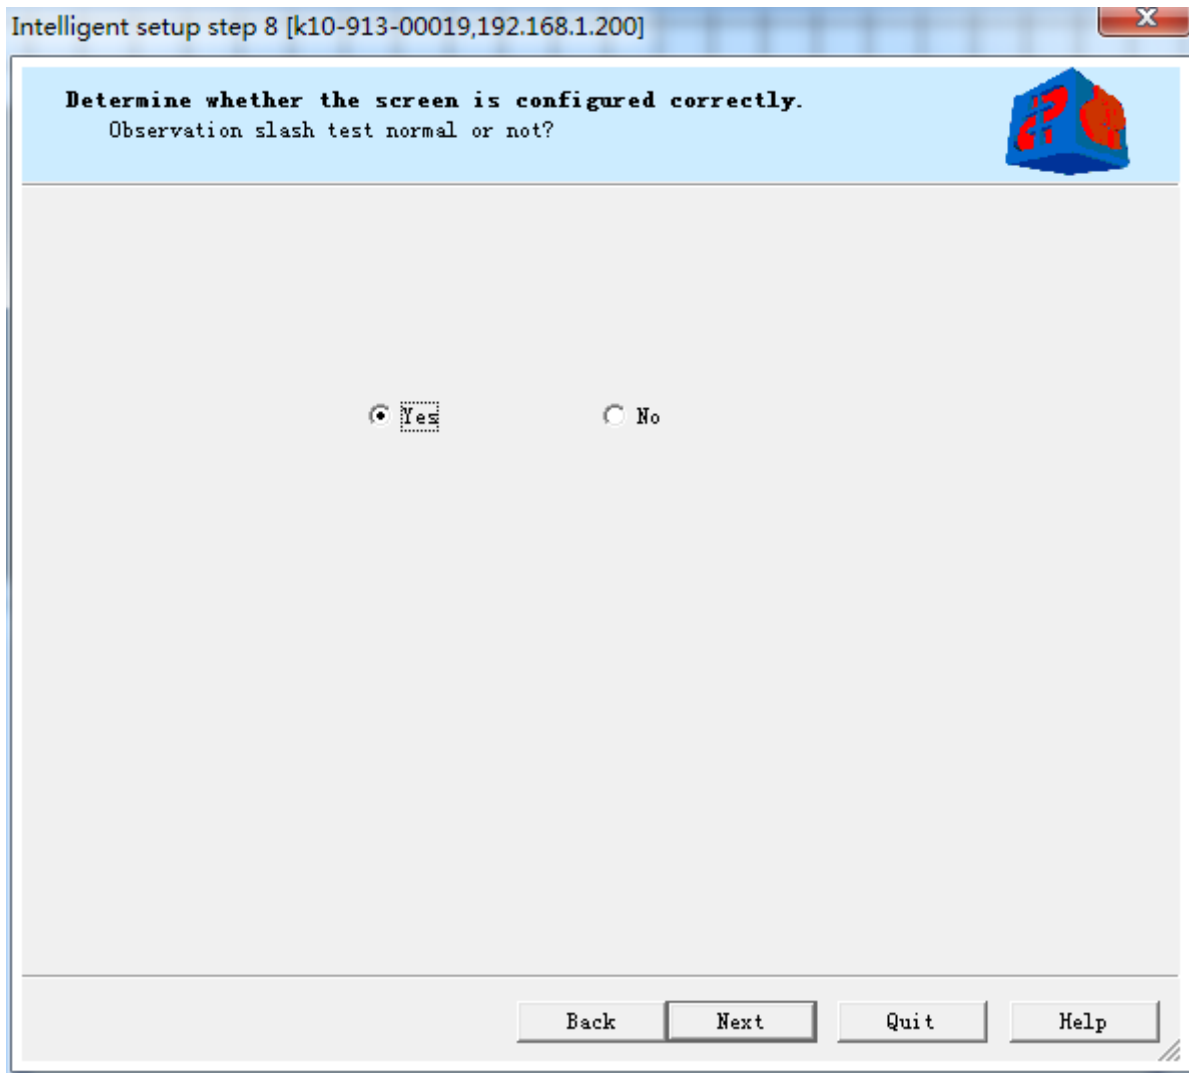 Intelligent setup step 8 [k10-913-00019,192.168.1.200]
Determine whether the screen is configured correctly.
Observation slash test normal or not?
Yes No
Back Next Quit Help